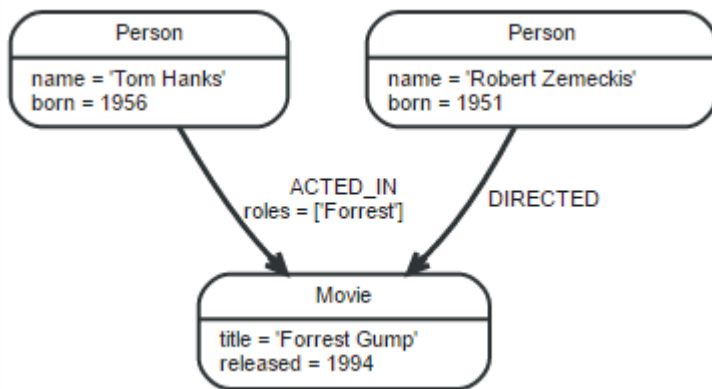 Person
name = 'Tom Hanks'
born = 1956
Person
name = 'Robert Zemeckis'
born = 1951
ACTED_IN
roles = ['Forrest']
DIRECTED
Movie
title = 'Forrest Gump'
released = 1994